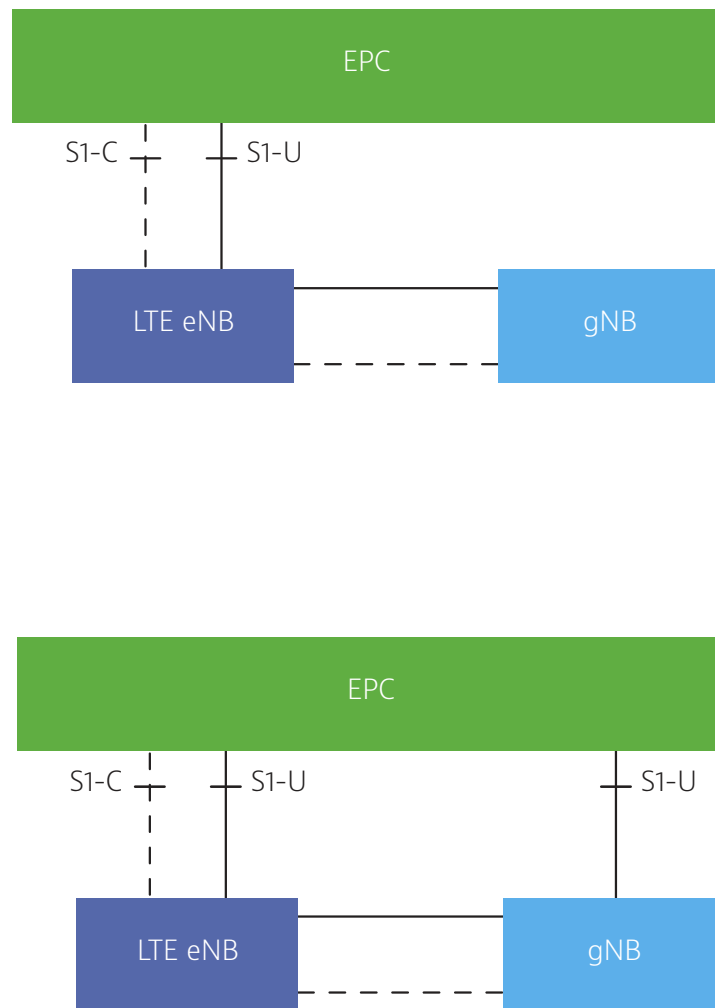 EPC
S1-C
S1-U
LTE eNB
gNB
EPC
S1-C
S1-U
S1-U
LTE eNB
gNB